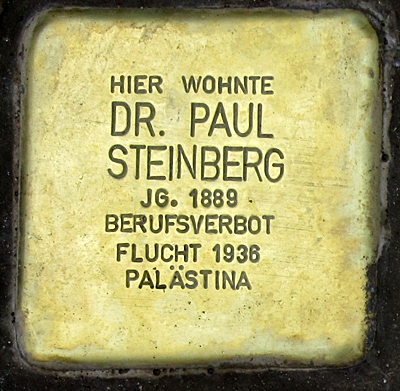 HIER WOHNTE
DR. PAUL
STEINBERG
JG. 1889
BERUFSVERBOT
FLUCHT 1936
PALÄSTINA